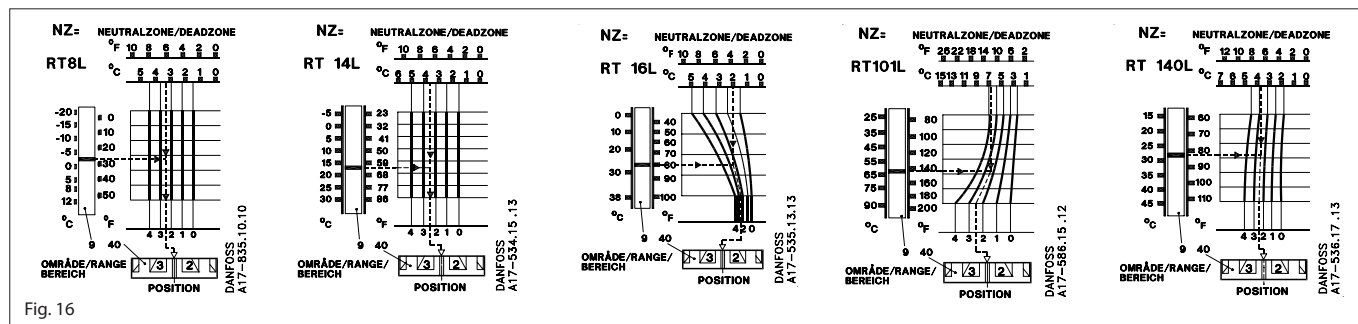 NZ= NEUTRALZONE/DEADZONE
°F 10 8 6 4 2 0
RT8L
°C 5 4 3 2 1 0
-20
-15 0
-10 10
-5 20
0 30
5 40
8 50
12
°C °F
4 3 2 1 0
9 40
OMRÅDE/RANGE/
BEREICH
3 2
POSITION
DANFOSS
A17-835.10.10
NZ= NEUTRALZONE/DEADZONE
°F 10 8 6 4 2 0
RT 14L
°C 6 5 4 3 2 1 0
-5 23
0 32
5 41
10 50
15 59
20 68
25 77
30 86
°C °F
4 3 2 1 0
9 40
OMRÅDE/RANGE/
BEREICH
3 2
POSITION
DANFOSS
A17-534.15.13
NZ= NEUTRALZONE/DEADZONE
°F 10 8 6 4 2 0
RT 16L
°C 5 4 3 2 1 0
0 40
10 50
60
20 70
80
30 90
38 100
°C °F
4 2 0
9 40
OMRÅDE/RANGE/
BEREICH
3 2
POSITION
DANFOSS
A17-535.13.13
NZ= NEUTRALZONE/DEADZONE
°F 26 22 18 14 10 6 2
RT101L
°C 15 13 11 9 7 5 3 1
25 80
35 100
45 120
55 140
65 160
75 180
90 200
°C °F
4 3 2 1 0
9 40
OMRÅDE/RANGE/
BEREICH
3 2
POSITION
DANFOSS
A17-586.15.12
NZ= NEUTRALZONE/DEADZONE
°F 12 10 8 6 4 2 0
RT 140L
°C 7 6 5 4 3 2 1 0
15 60
20 70
25 80
30 90
35 100
40 110
45
°C °F
4 3 2 1 0
9 40
OMRÅDE/RANGE/
BEREICH
3 2
POSITION
DANFOSS
A17-536.17.13
Fig. 16